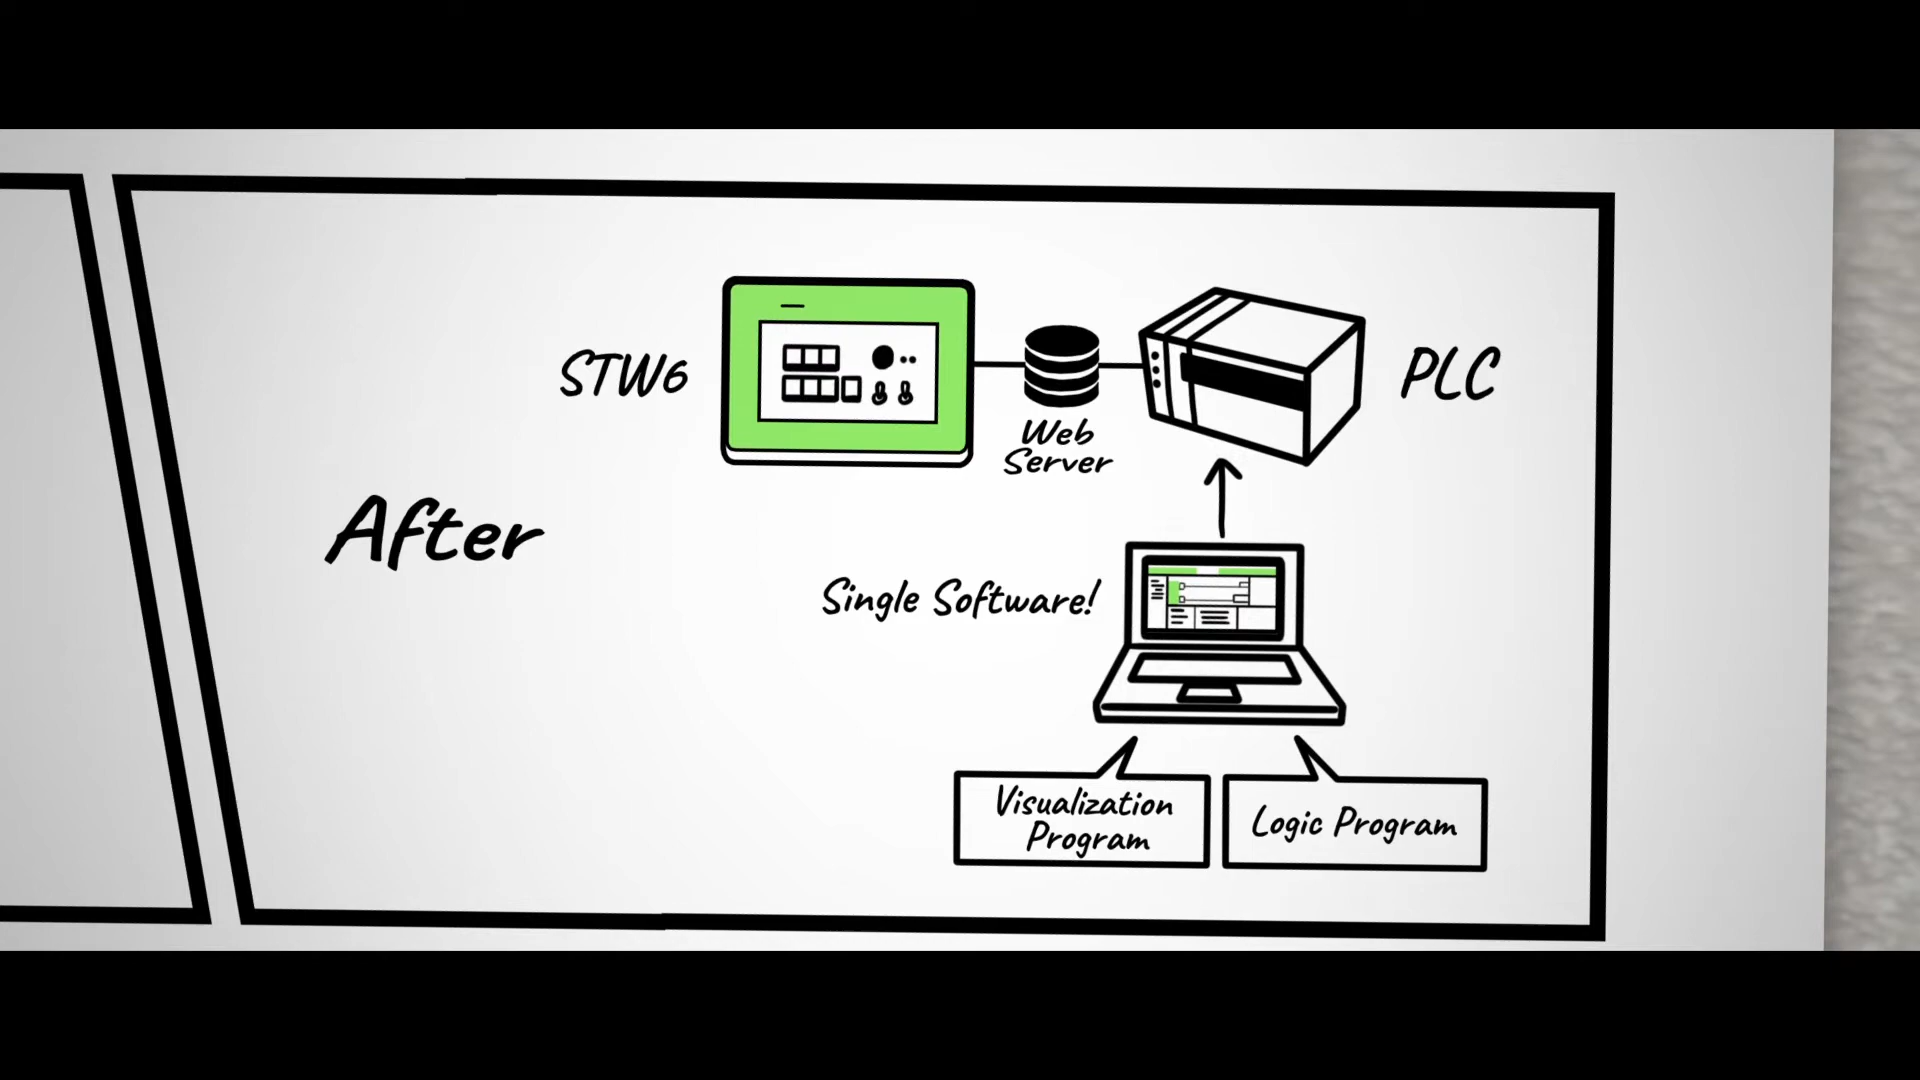 STW6
PLC
Web
Server
After
Single Software!
Visualization
Program
Logic Program